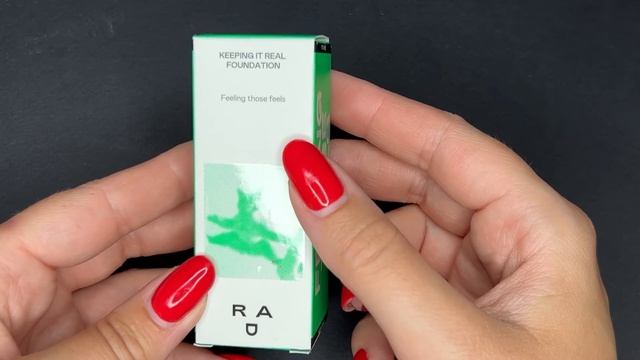 KEEPING IT REAL
FOUNDATION
Feeling those feels
R A
D